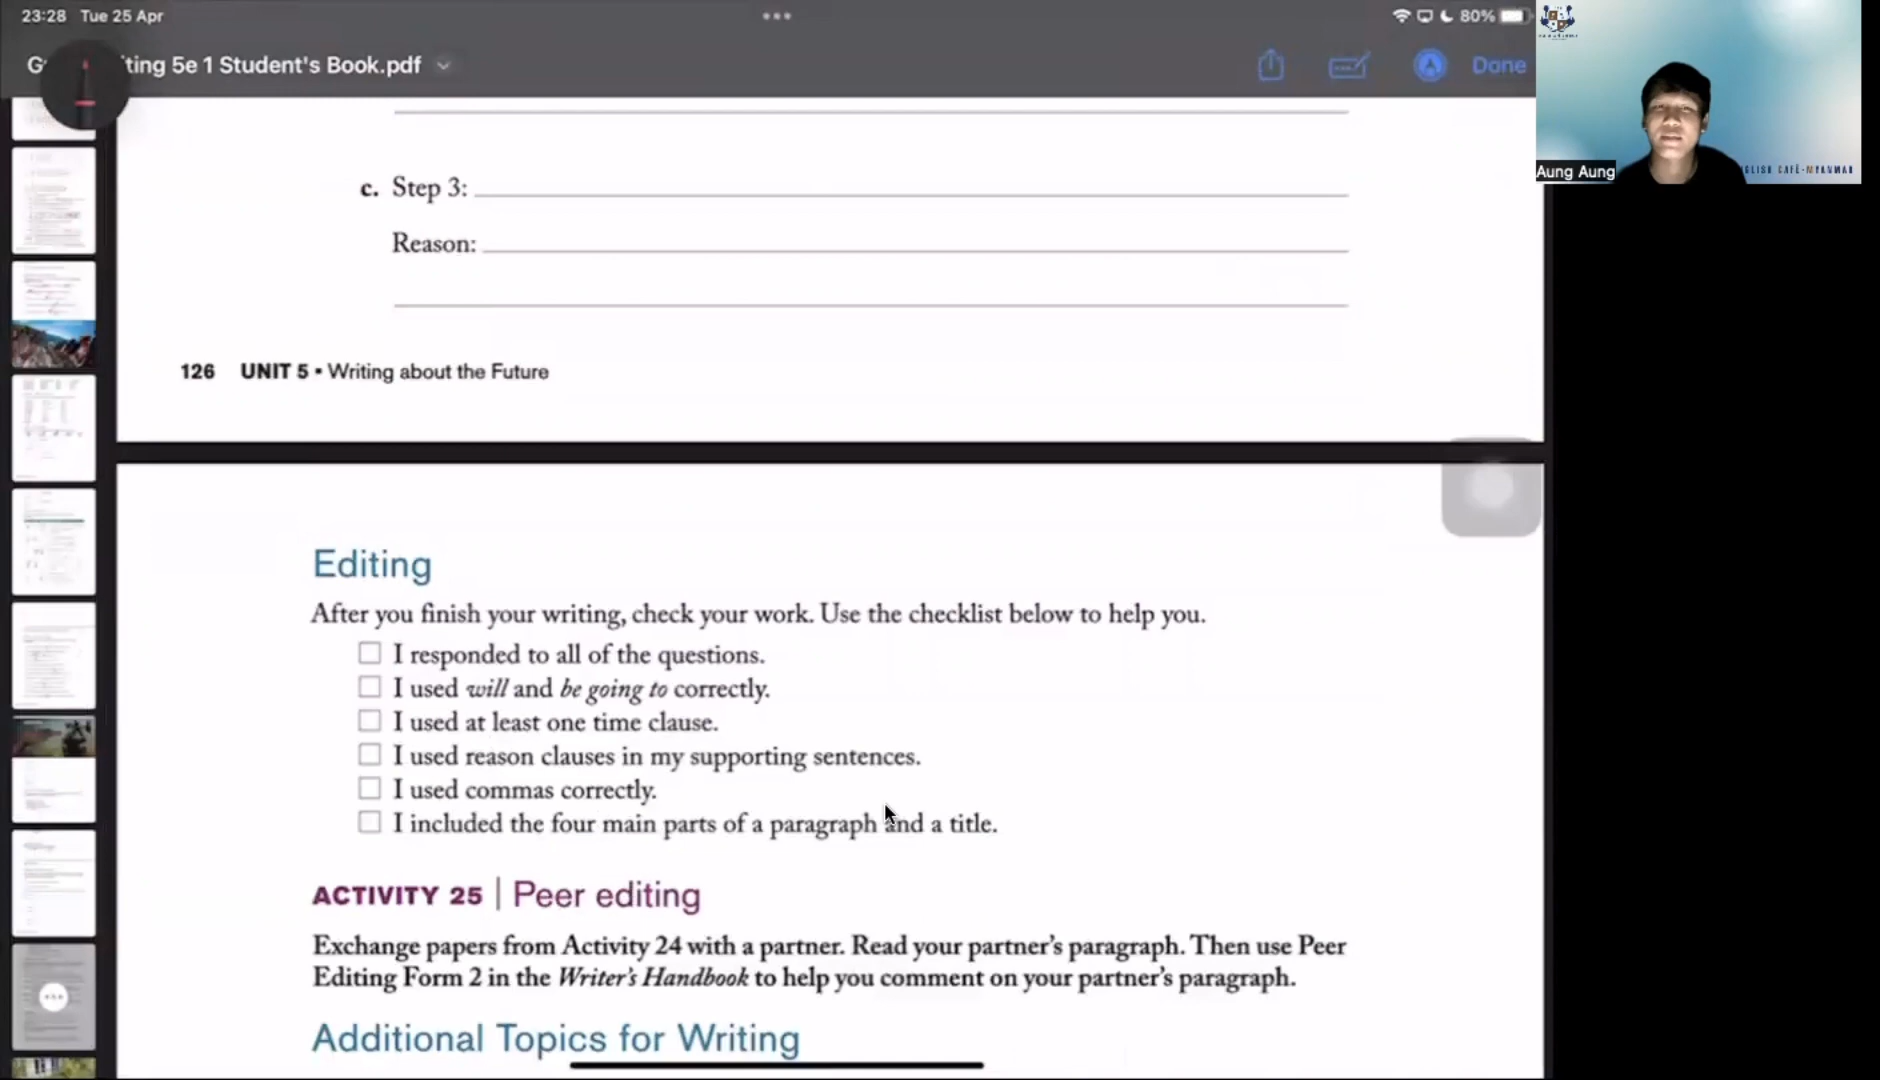 23:28 Tue 25 Apr
80%
ting 5e 1 Student's Book.pdf
Done
Aung Aung
CAFÉ-MYANMAR
c. Step 3:
Reason:
126 UNIT 5 • Writing about the Future
Editing
After you finish your writing, check your work. Use the checklist below to help you.
I responded to all of the questions.
I used will and be going to correctly.
I used at least one time clause.
I used reason clauses in my supporting sentences.
I used commas correctly.
I included the four main parts of a paragraph and a title.
ACTIVITY 25 | Peer editing
Exchange papers from Activity 24 with a partner. Read your partner's paragraph. Then use Peer
Editing Form 2 in the Writer's Handbook to help you comment on your partner's paragraph.
Additional Topics for Writing